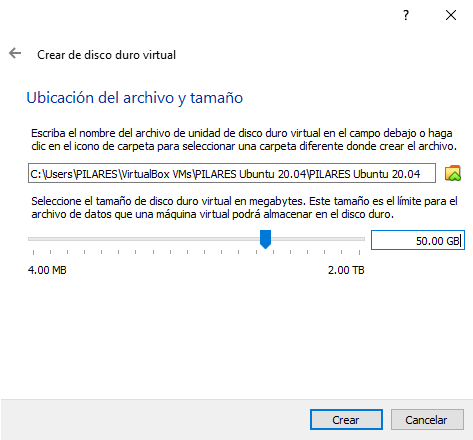 ?
Crear de disco duro virtual
Ubicación del archivo y tamaño
Escriba el nombre del archivo de unidad de disco duro virtual en el campo debajo o haga
clic en el icono de carpeta para seleccionar una carpeta diferente donde crear el archivo.
C:\Users\PILARES\VirtualBox VMs\PILARES Ubuntu 20.04\PILARES Ubuntu 20.04
Seleccione el tamaño de disco duro virtual en megabytes. Este tamaño es el límite para el
archivo de datos que una máquina virtual podrá almacenar en el disco duro.
50.00 GB
4.00 MB 2.00 TB
Crear Cancelar